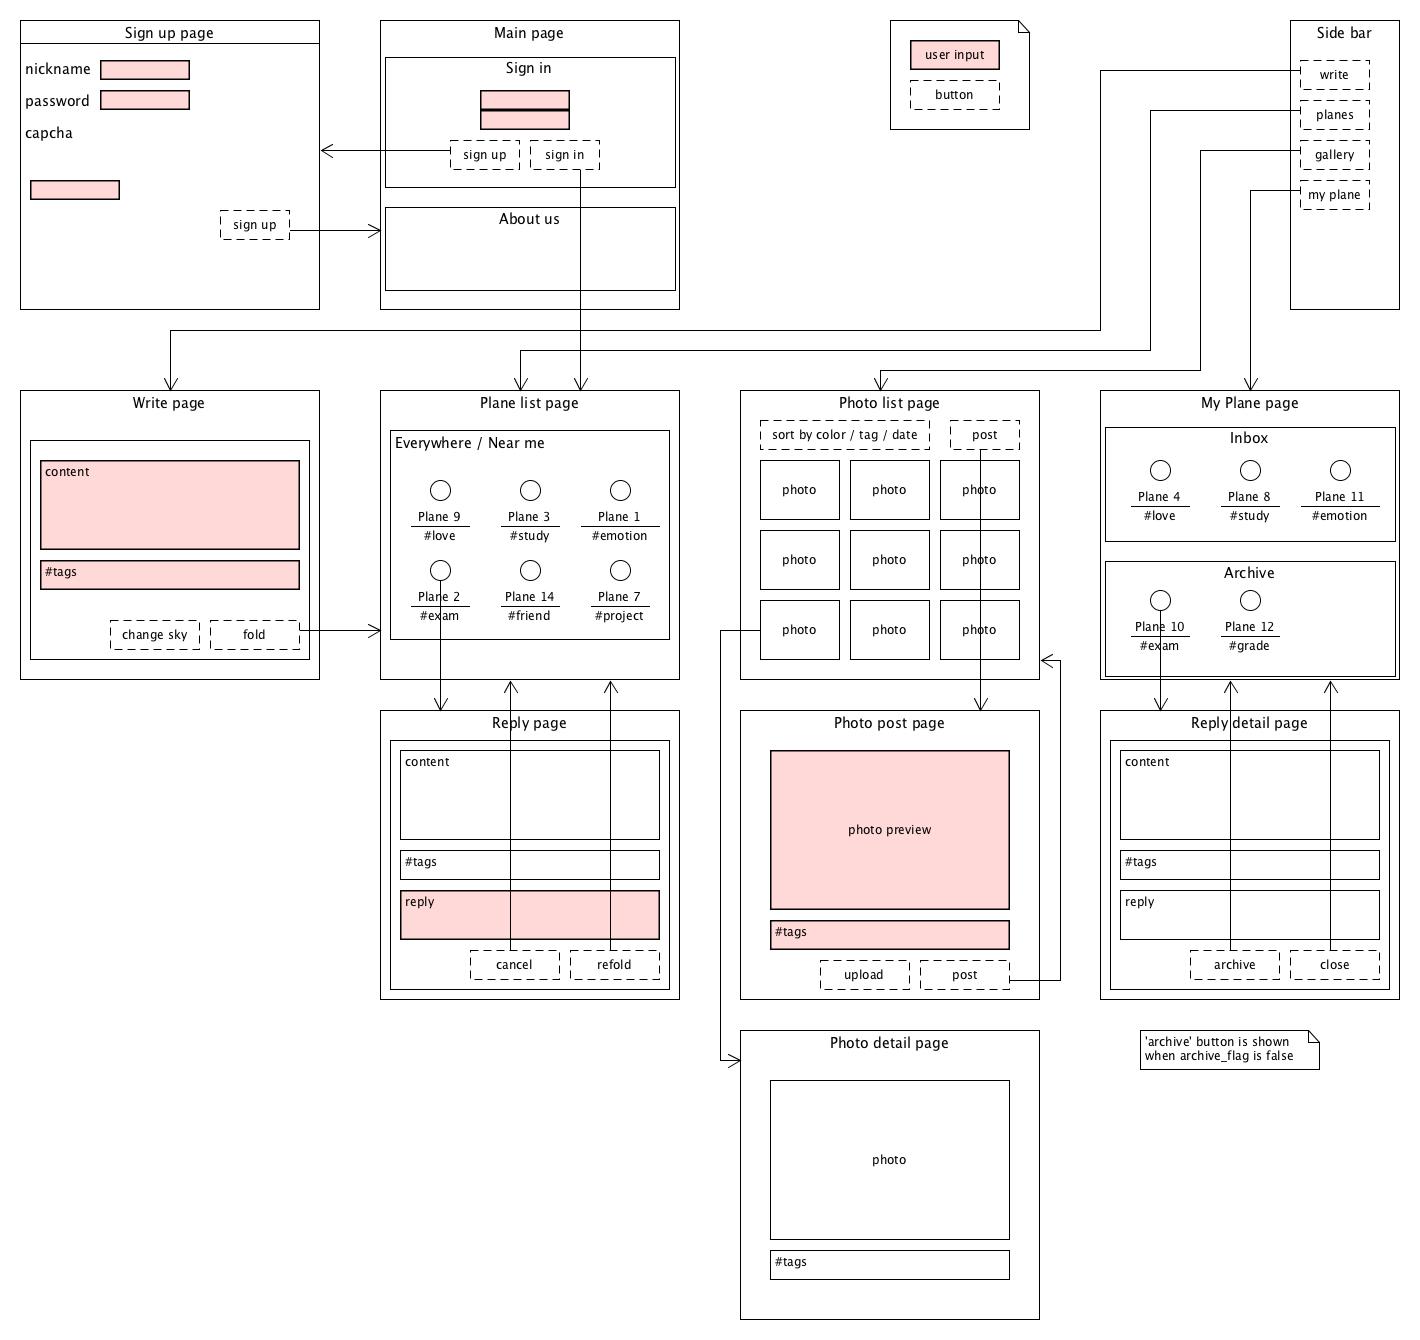 Sign up page
nickname
password
capcha
sign up
Main page
Sign in
sign up
sign in
About us
user input
button
Side bar
write
planes
gallery
my plane
Write page
content
#tags
change sky
fold
Plane list page
Everywhere / Near me
Plane 9
#love
Plane 3
#study
Plane 1
#emotion
Plane 2
#exam
Plane 14
#friend
Plane 7
#project
Photo list page
sort by color / tag / date
post
photo
photo
photo
photo
photo
photo
photo
photo
photo
My Plane page
Inbox
Plane 4
#love
Plane 8
#study
Plane 11
#emotion
Archive
Plane 10
#exam
Plane 12
#grade
Reply page
content
#tags
reply
cancel
refold
Photo post page
photo preview
#tags
upload
post
Reply detail page
content
#tags
reply
archive
close
Photo detail page
photo
#tags
'archive' button is shown
when archive_flag is false